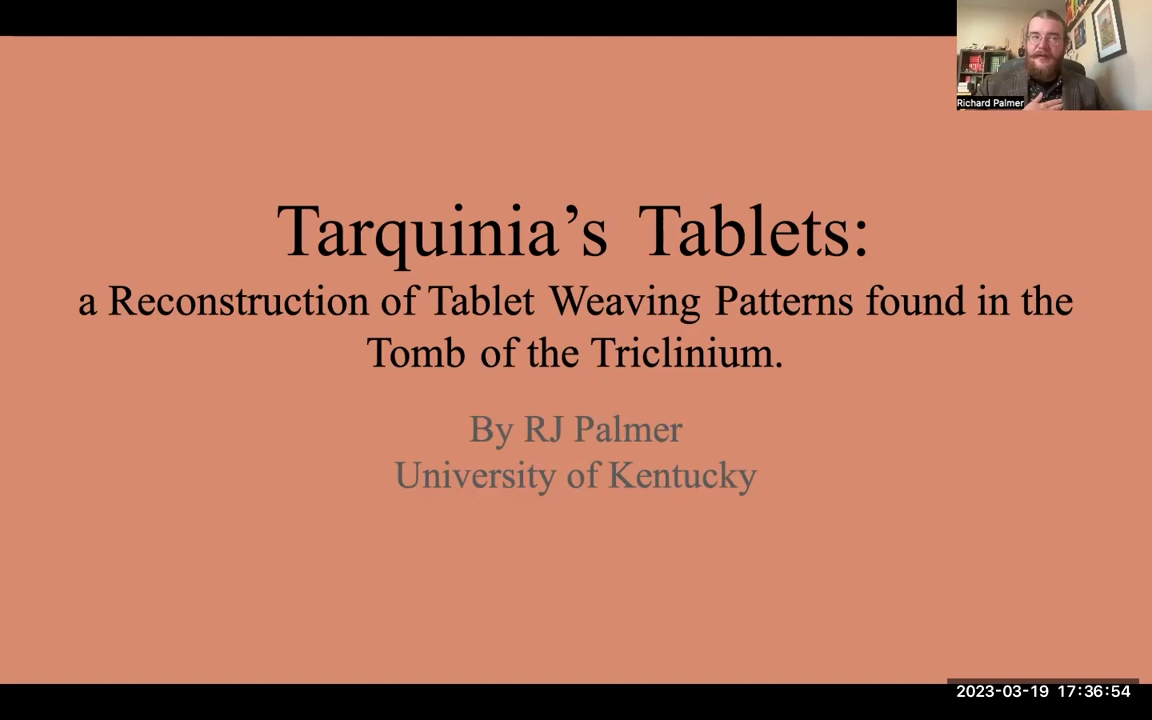 Richard Palmer
Tarquinia's Tablets:
a Reconstruction of Tablet Weaving Patterns found in the
Tomb of the Triclinium.
By RJ Palmer
University of Kentucky
2023-03-19 17:36:54